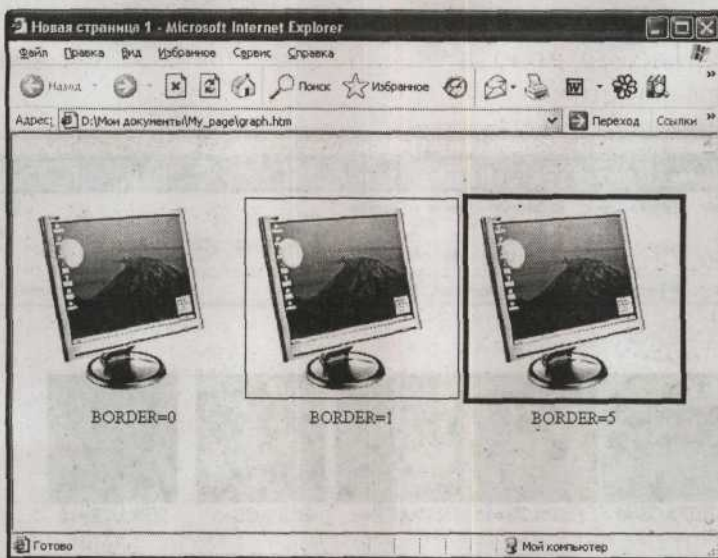 Новая страница 1 - Microsoft Internet Explorer
Файл Правка Вид Избранное Сервис Справка
Назад Поиск Избранное
Адрес: D:\Мои документы\My_page\graph.htm Переход Ссылки
BORDER=0 BORDER=1 BORDER=5
Готово Мой компьютер